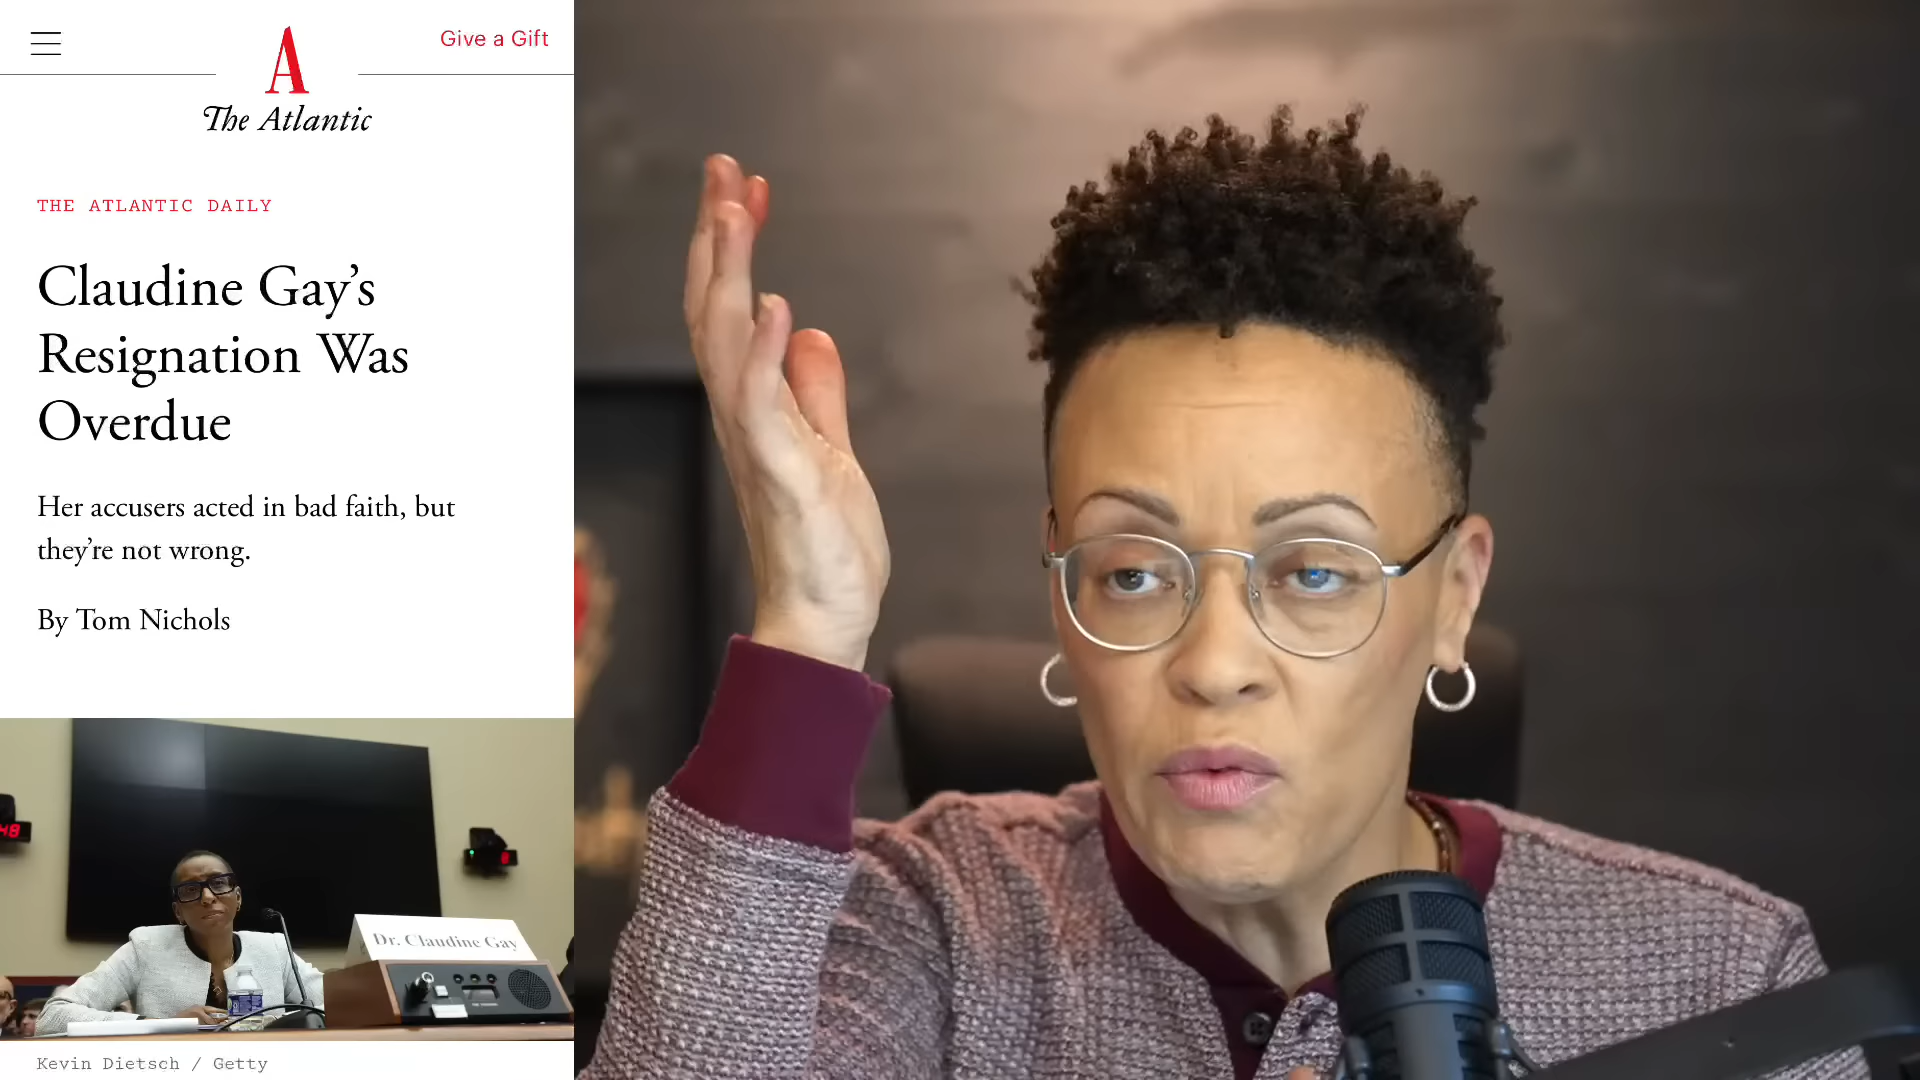 Give a Gift
A
The Atlantic
THE ATLANTIC DAILY
Claudine Gay’s
Resignation Was
Overdue
Her accusers acted in bad faith, but
they’re not wrong.
By Tom Nichols
48
Dr. Claudine Gay
Kevin Dietsch / Getty